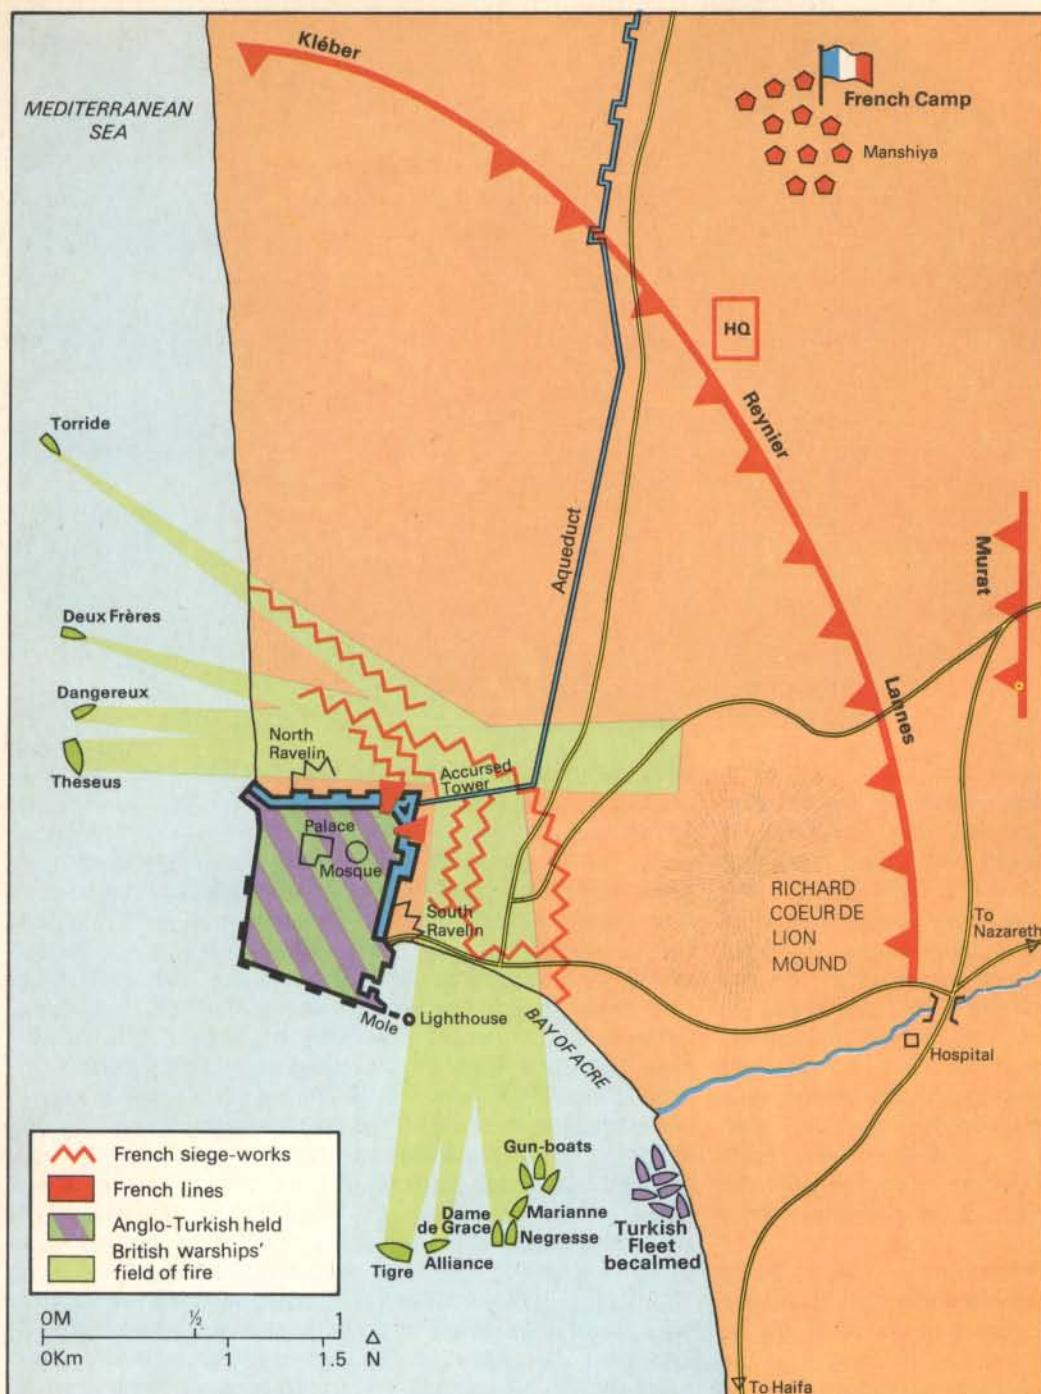 Kléber
MEDITERRANEAN
SEA
French Camp
Manshiya
HQ
Reynier
Torride
Aqueduct
Murat
Deux Frères
Dangereux
Theseus
Lannes
North
Ravelin
Accursed
Tower
Palace
Mosque
South
Ravelin
RICHARD
COEUR DE
LION
MOUND
To
Nazareth
Mole
Lighthouse
BAY OF ACRE
Hospital
Gun-boats
Marianne
Dame
de Grace
Negresse
Tigre
Alliance
Turkish
Fleet
becalmed
French siege-works
French lines
Anglo-Turkish held
British warships'
field of fire
0M ½ 1
0Km 1 1.5
N
To Haifa